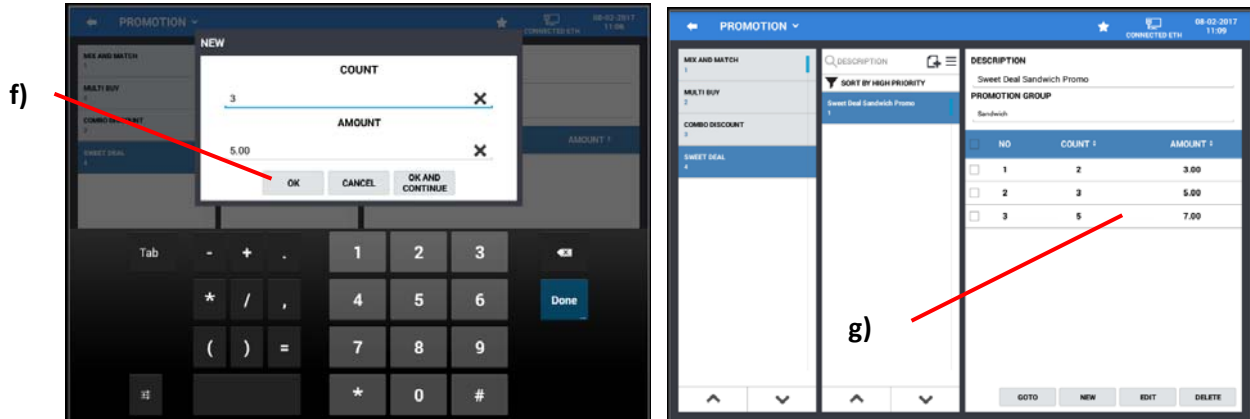 f)
PROMOTION
08-02-2017
11:06
CONNECTED ETH
NEW
MIX AND MATCH
1
COUNT
3
MULTI BUY
AMOUNT
COMBO DISCOUNT
5.00
AMOUNT
SWEET DEAL
OK
CANCEL
OK AND
CONTINUE
Tab
- + .
1 2 3
* / ,
4 5 6
Done
( ) =
7 8 9
* 0 #
PROMOTION
CONNECTED ETH
08-02-2017
11:09
MIX AND MATCH
1
MULTI BUY
2
COMBO DISCOUNT
3
SWEET DEAL
4
DESCRIPTION
SORT BY HIGH PRIORITY
Sweet Deal Sandwich Promo
1
DESCRIPTION
Sweet Deal Sandwich Promo
PROMOTION GROUP
Sandwich
NO COUNT AMOUNT
1 2 3.00
2 3 5.00
3 5 7.00
g)
GOTO NEW EDIT DELETE